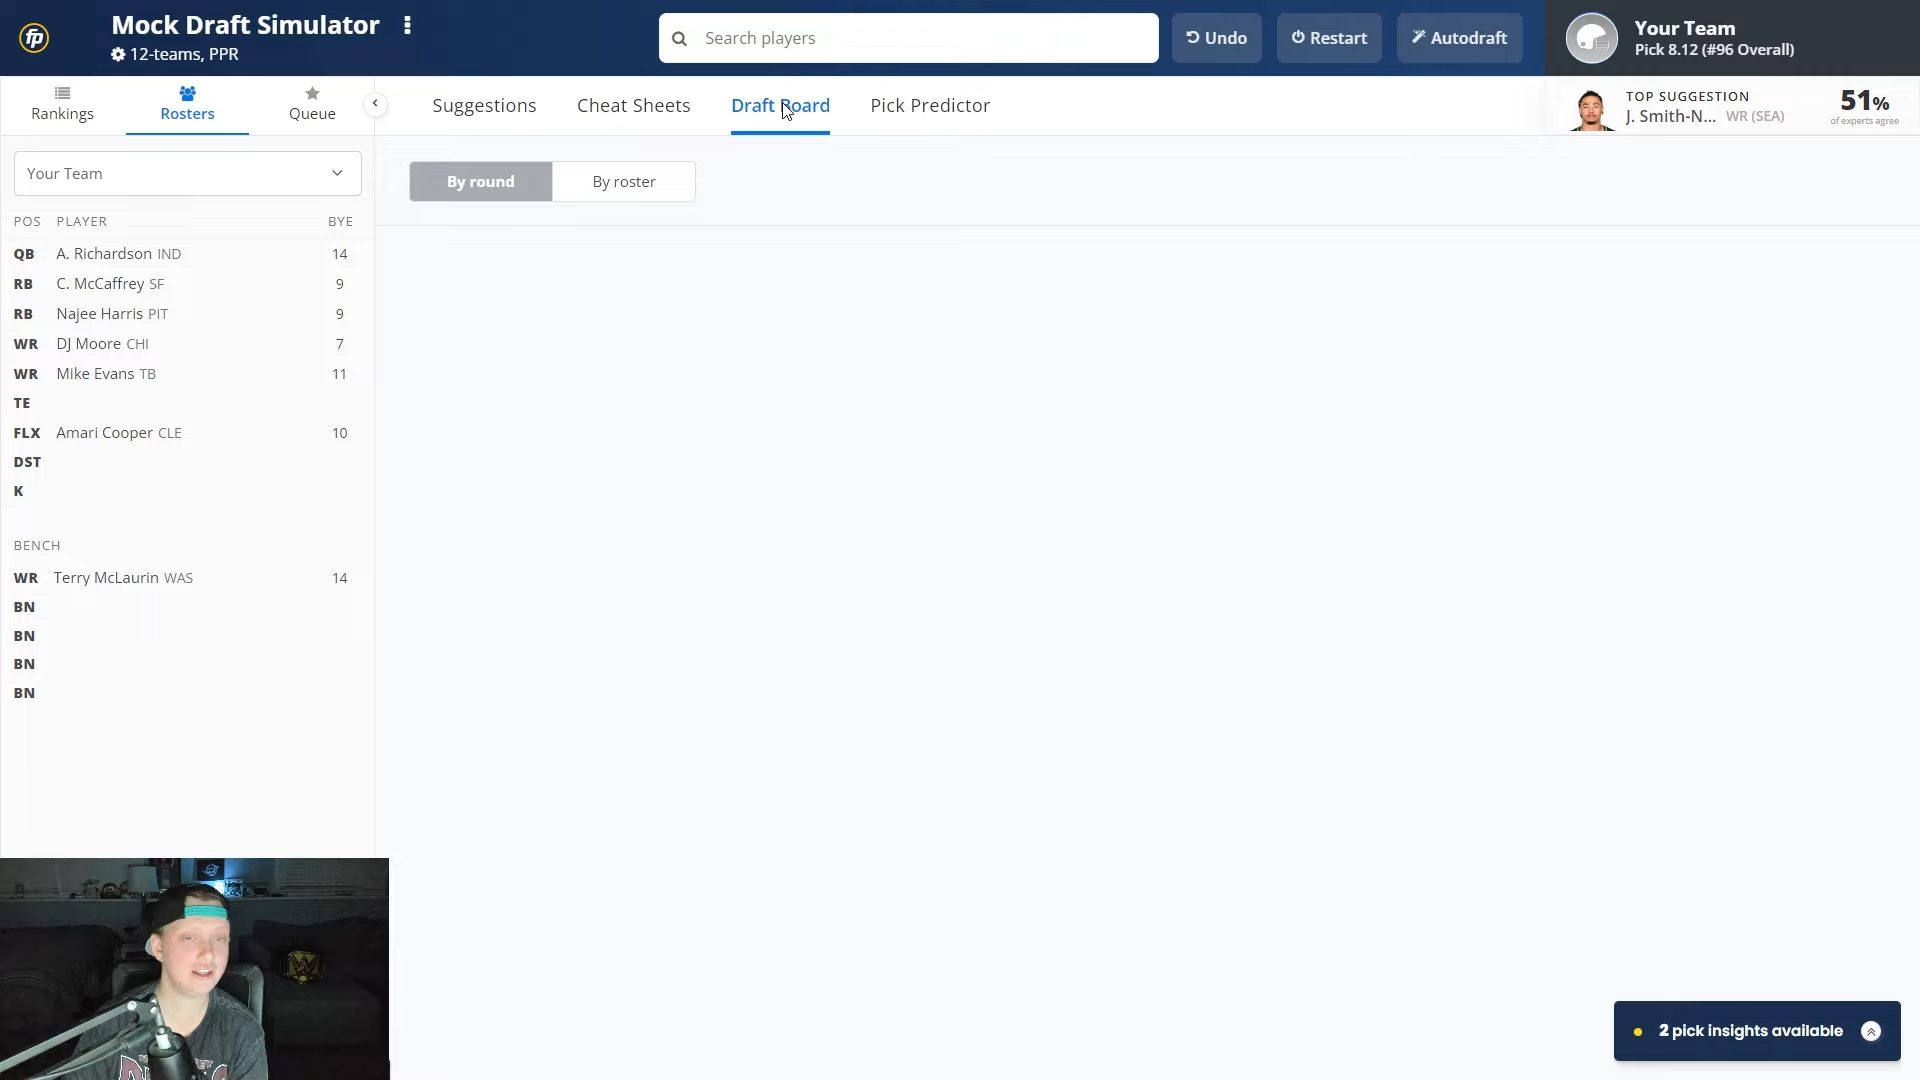 fp
Mock Draft Simulator
12-teams, PPR
Search players
Undo
Restart
Autodraft
Your Team
Pick 8.12 (#96 Overall)
Rankings
Rosters
Queue
Suggestions
Cheat Sheets
Draft Board
Pick Predictor
TOP SUGGESTION
J. Smith-N... WR (SEA)
51%
of experts agree
Your Team
By round
By roster
POS PLAYER BYE
QB A. Richardson IND 14
RB C. McCaffrey SF 9
RB Najee Harris PIT 9
WR DJ Moore CHI 7
WR Mike Evans TB 11
TE
FLX Amari Cooper CLE 10
DST
K
BENCH
WR Terry McLaurin WAS 14
BN
BN
BN
BN
2 pick insights available